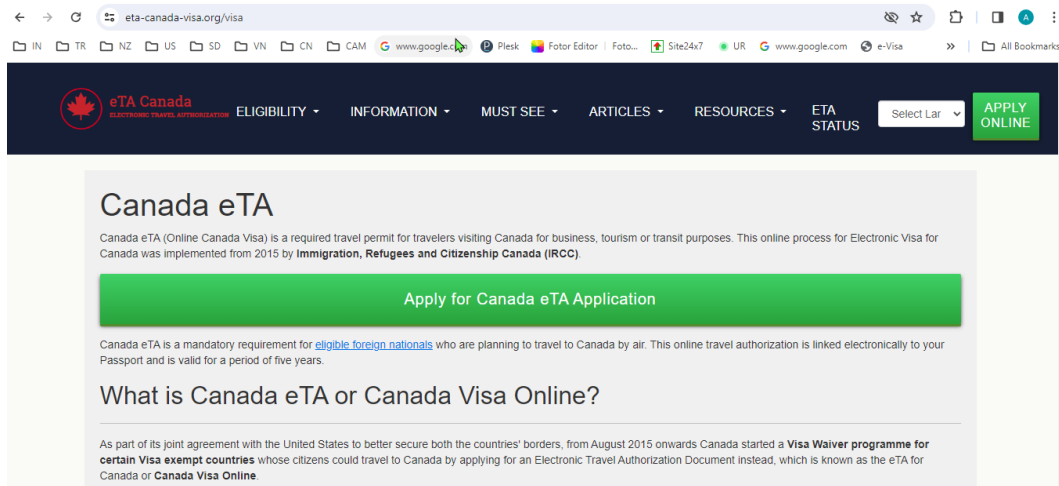 eta-canada-visa.org/visa
A
IN TR NZ US SD VN CN CAM www.google.com Plesk Fotor Editor | Foto... Site24x7 UR www.google.com e-Visa » All Bookmarks
eTA Canada
ELECTRONIC TRAVEL AUTHORIZATION
ELIGIBILITY INFORMATION MUST SEE ARTICLES RESOURCES ETA STATUS Select Lar APPLY ONLINE
Canada eTA
Canada eTA (Online Canada Visa) is a required travel permit for travelers visiting Canada for business, tourism or transit purposes. This online process for Electronic Visa for
Canada was implemented from 2015 by Immigration, Refugees and Citizenship Canada (IRCC).
Apply for Canada eTA Application
Canada eTA is a mandatory requirement for eligible foreign nationals who are planning to travel to Canada by air. This online travel authorization is linked electronically to your
Passport and is valid for a period of five years.
What is Canada eTA or Canada Visa Online?
As part of its joint agreement with the United States to better secure both the countries' borders, from August 2015 onwards Canada started a Visa Waiver programme for
certain Visa exempt countries whose citizens could travel to Canada by applying for an Electronic Travel Authorization Document instead, which is known as the eTA for
Canada or Canada Visa Online.